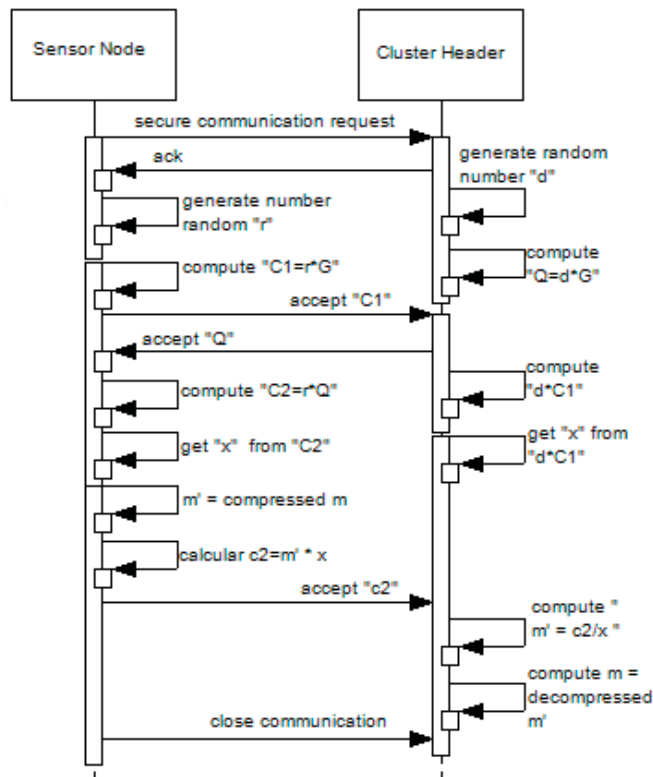 Sensor Node
Cluster Header
secure communication request
ack
generate random
number "d"
generate number
random "r"
compute
"Q=d*G"
compute "C1=r*G"
accept "C1"
accept "Q"
compute
"d*C1"
compute "C2=r*Q"
get "x" from
"d*C1"
get "x" from "C2"
m' = compressed m
calcular c2=m' * x
accept "c2"
compute "
m' = c2/x "
compute m =
decompressed
m'
close communication